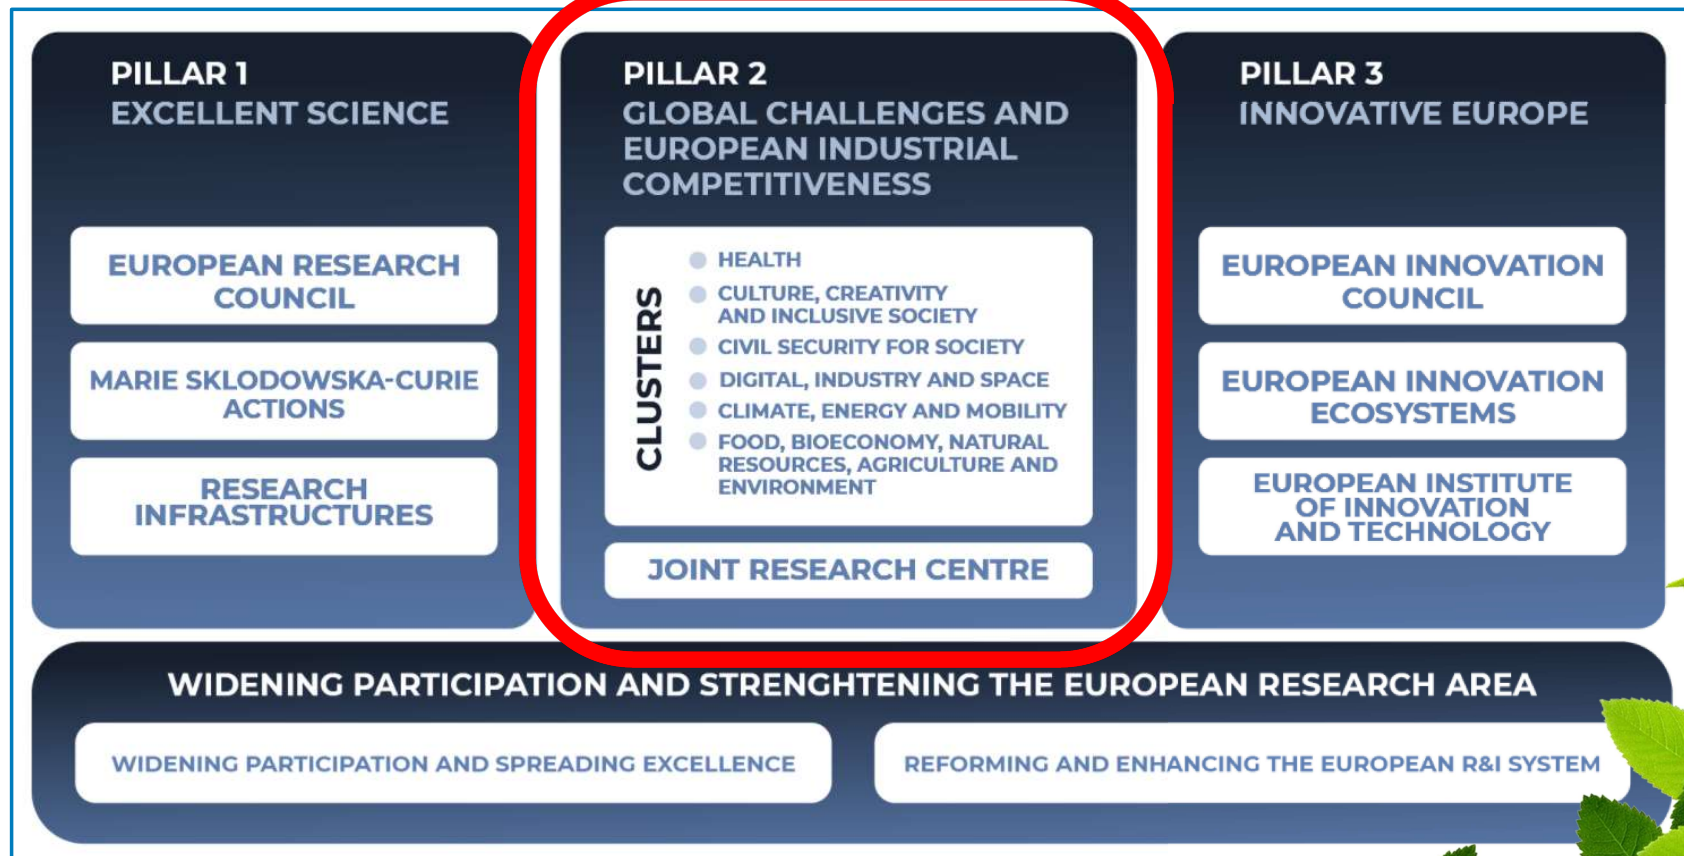 PILLAR 1
EXCELLENT SCIENCE
EUROPEAN RESEARCH
COUNCIL
MARIE SKLODOWSKA-CURIE
ACTIONS
RESEARCH
INFRASTRUCTURES
PILLAR 2
GLOBAL CHALLENGES AND
EUROPEAN INDUSTRIAL
COMPETITIVENESS
CLUSTERS
HEALTH
CULTURE, CREATIVITY
AND INCLUSIVE SOCIETY
CIVIL SECURITY FOR SOCIETY
DIGITAL, INDUSTRY AND SPACE
CLIMATE, ENERGY AND MOBILITY
FOOD, BIOECONOMY, NATURAL
RESOURCES, AGRICULTURE AND
ENVIRONMENT
JOINT RESEARCH CENTRE
PILLAR 3
INNOVATIVE EUROPE
EUROPEAN INNOVATION
COUNCIL
EUROPEAN INNOVATION
ECOSYSTEMS
EUROPEAN INSTITUTE
OF INNOVATION
AND TECHNOLOGY
WIDENING PARTICIPATION AND STRENGHTENING THE EUROPEAN RESEARCH AREA
WIDENING PARTICIPATION AND SPREADING EXCELLENCE
REFORMING AND ENHANCING THE EUROPEAN R&I SYSTEM